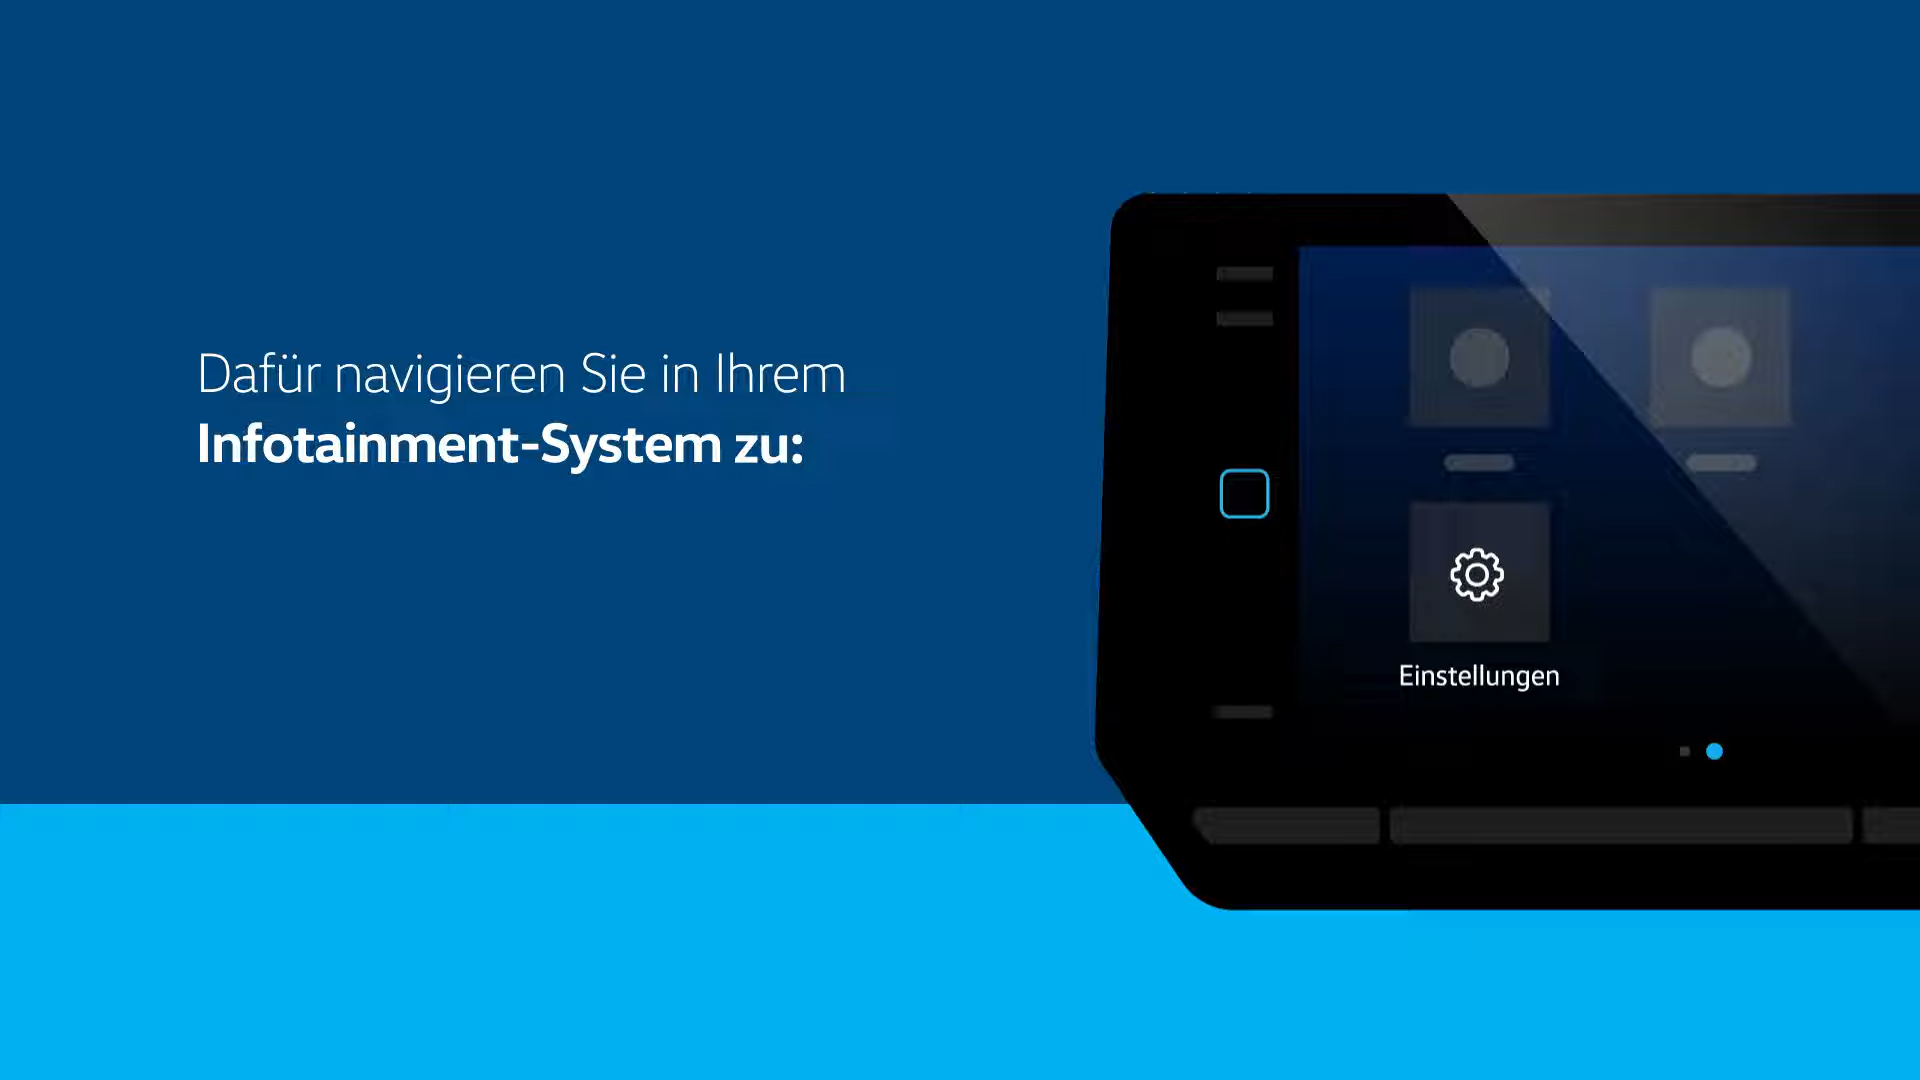 Dafür navigieren Sie in Ihrem
Infotainment-System zu:
Einstellungen